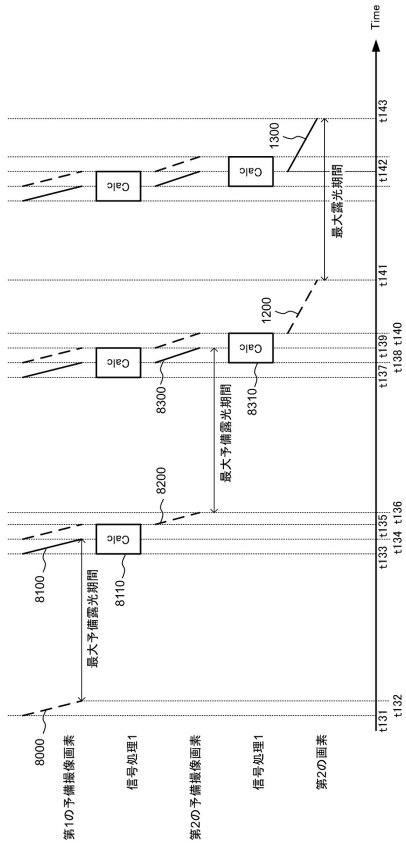 第1の予備撮像画素
8000
最大予備露光期間
8100
信号処理1
8110
Calc
Calc
Calc
第2の予備撮像画素
8200
最大予備露光期間
8300
信号処理1
8310
Calc
Calc
第2の画素
1200
最大露光期間
1300
t131
t132
t133
t134
t135
t136
t137
t138
t139
t140
t141
t142
t143
Time